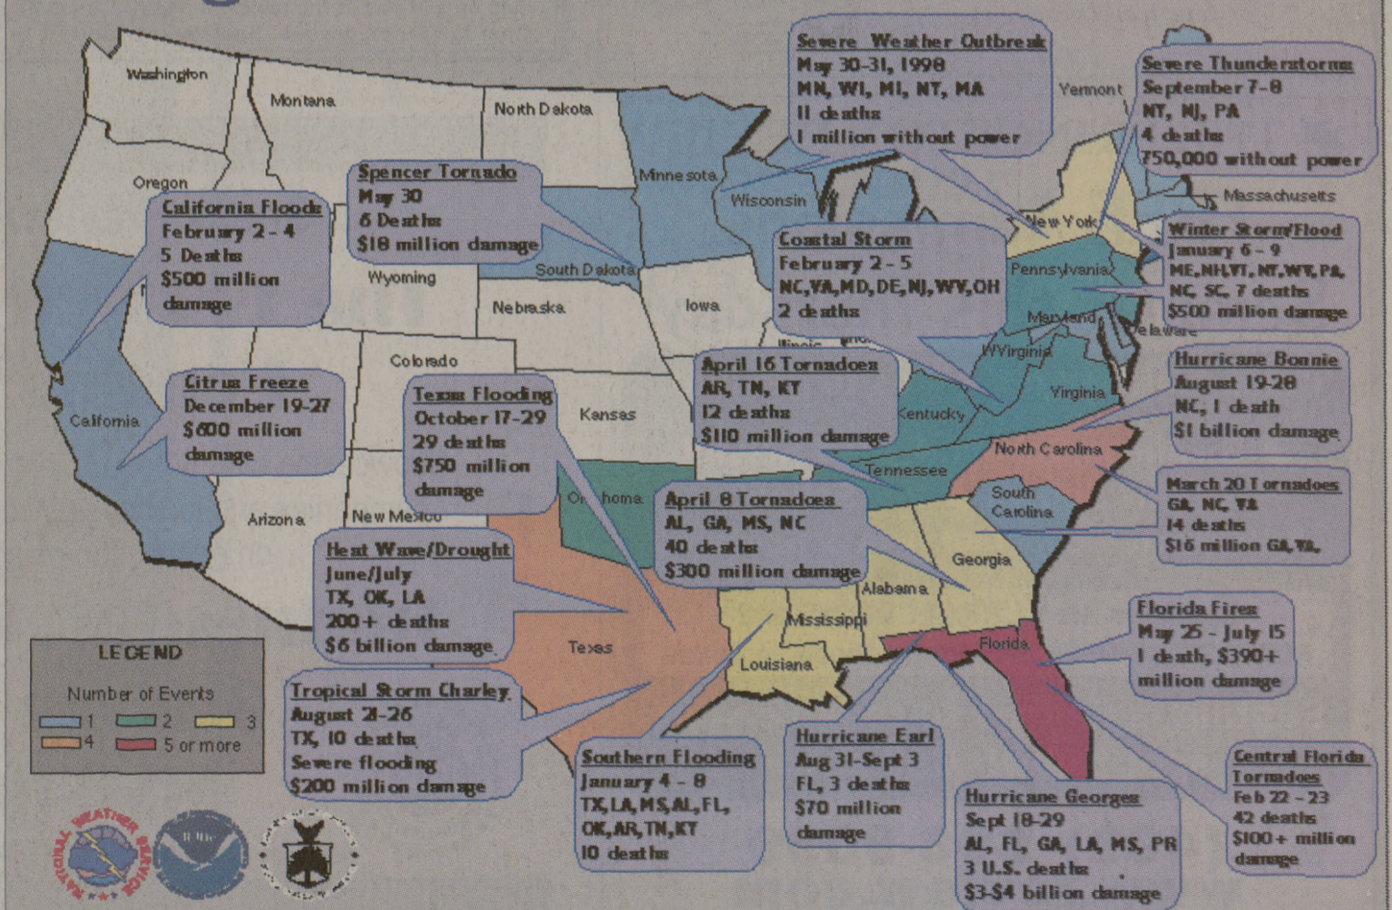 Washington
Montana
North Dakota
Minnesota
Vermont
Oregon
Wisconsin
Massachusetts
New York
Wyoming
South Dakota
Pennsylvania
Nebraska
Iowa
Maryland
Delaware
Illinois
WVirginia
Colorado
Virginia
California
Kansas
Kentucky
North Carolina
Tennessee
South
Carolina
Arizona
New Mexico
Georgia
Alabama
Mississippi
Texas
Louisiana
Florida
Severe Weather Outbreak
May 30-31, 1998
MN, WI, MI, NY, MA
11 deaths
1 million without power
Severe Thunderstorms
September 7-8
NY, NJ, PA
4 deaths
750,000 without power
Spencer Tornado
May 30
6 Deaths
$18 million damage
California Floods
February 2 - 4
5 Deaths
$500 million
damage
Coastal Storm
February 2 - 5
NC,VA,MD,DE,NJ,WV,OH
2 deaths
Winter Storm/Flood
January 6 - 9
ME,NH,VT, NY,WV,PA,
NC, SC, 7 deaths
$500 million damage
Citrus Freeze
December 19-27
$600 million
damage
Texas Flooding
October 17-29
29 deaths
$750 million
damage
April 16 Tornadoes
AR, TN, KY
12 deaths
$110 million damage
Hurricane Bonnie
August 19-28
NC, 1 death
$1 billion damage
April 8 Tornadoes
AL, GA, MS, NC
40 deaths
$300 million damage
March 20 Tornadoes
GA, NC, VA
14 deaths
$16 million GA,VA,
Heat Wave/Drought
June/July
TX, OK, LA
200+ deaths
$6 billion damage
Florida Fires
May 25 - July 15
1 death, $390+
million damage
Tropical Storm Charley
August 21-26
TX, 10 deaths
Severe flooding
$200 million damage
Southern Flooding
January 4 - 8
TX,LA,MS,AL,FL,
OK,AR,TN,KY
10 deaths
Hurricane Earl
Aug 31-Sept 3
FL, 3 deaths
$70 million
damage
Hurricane Georges
Sept 18-29
AL, FL, GA, LA, MS, PR
3 U.S. deaths
$3-$4 billion damage
Central Florida
Tornadoes
Feb 22 - 23
42 deaths
$100+ million
damage
LEGEND
Number of Events
1 2 3
4 5 or more
NATIONAL WEATHER SERVICE